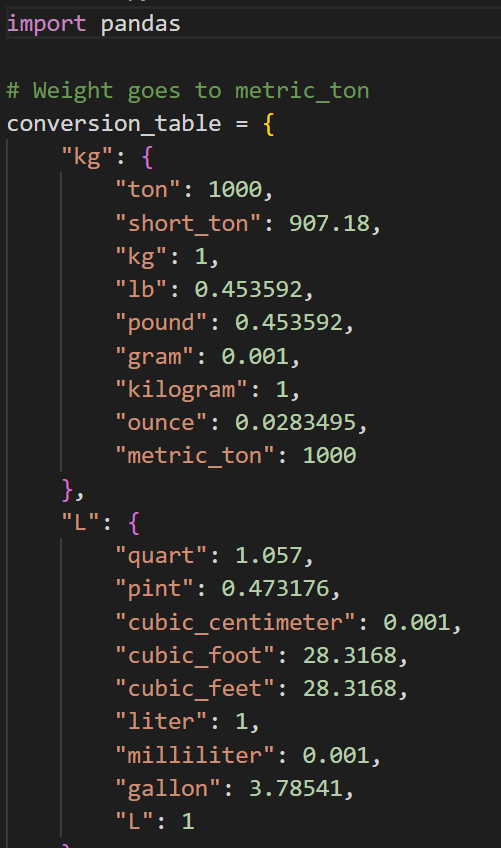 import pandas
# Weight goes to metric_ton
conversion_table = {
    "kg": {
        "ton": 1000,
        "short_ton": 907.18,
        "kg": 1,
        "lb": 0.453592,
        "pound": 0.453592,
        "gram": 0.001,
        "kilogram": 1,
        "ounce": 0.0283495,
        "metric_ton": 1000
    },
    "L": {
        "quart": 1.057,
        "pint": 0.473176,
        "cubic_centimeter": 0.001,
        "cubic_foot": 28.3168,
        "cubic_feet": 28.3168,
        "liter": 1,
        "milliliter": 0.001,
        "gallon": 3.78541,
        "L": 1